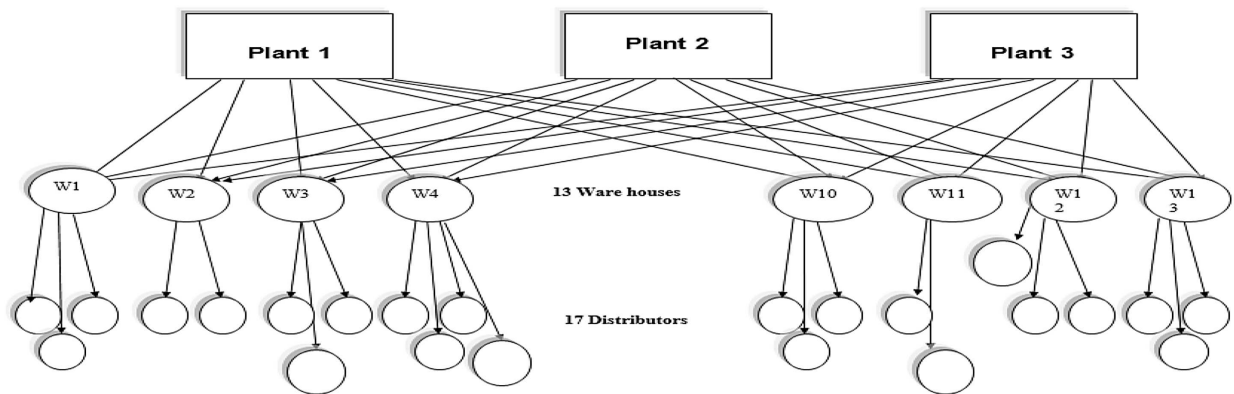 Plant 1
Plant 2
Plant 3
W1
W2
W3
W4
13 Ware houses
W10
W11
W1
2
W1
3
17 Distributors